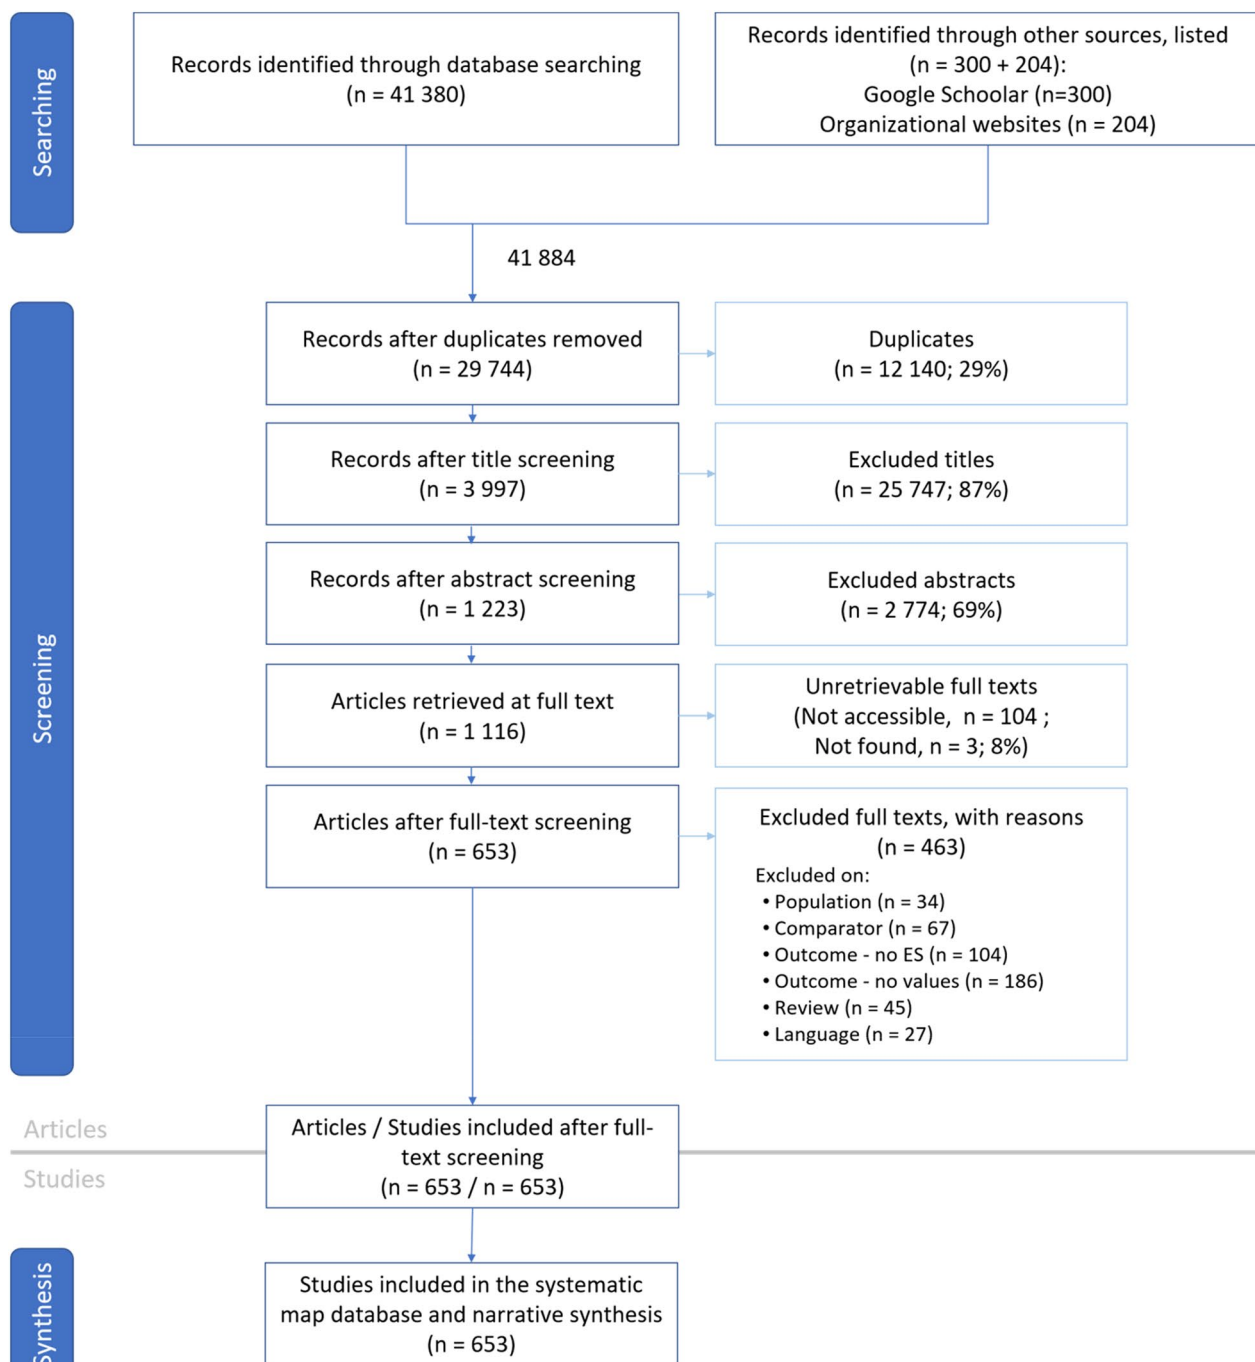 Searching
Records identified through database searching
(n = 41 380)
Records identified through other sources, listed
(n = 300 + 204):
Google Schoolar (n=300)
Organizational websites (n = 204)
41 884
Screening
Records after duplicates removed
(n = 29 744)
Duplicates
(n = 12 140; 29%)
Records after title screening
(n = 3 997)
Excluded titles
(n = 25 747; 87%)
Records after abstract screening
(n = 1 223)
Excluded abstracts
(n = 2 774; 69%)
Articles retrieved at full text
(n = 1 116)
Unretrievable full texts
(Not accessible, n = 104 ;
Not found, n = 3; 8%)
Articles after full-text screening
(n = 653)
Excluded full texts, with reasons
(n = 463)
Excluded on:
• Population (n = 34)
• Comparator (n = 67)
• Outcome - no ES (n = 104)
• Outcome - no values (n = 186)
• Review (n = 45)
• Language (n = 27)
Articles
Studies
Articles / Studies included after full-
text screening
(n = 653 / n = 653)
Synthesis
Studies included in the systematic
map database and narrative synthesis
(n = 653)